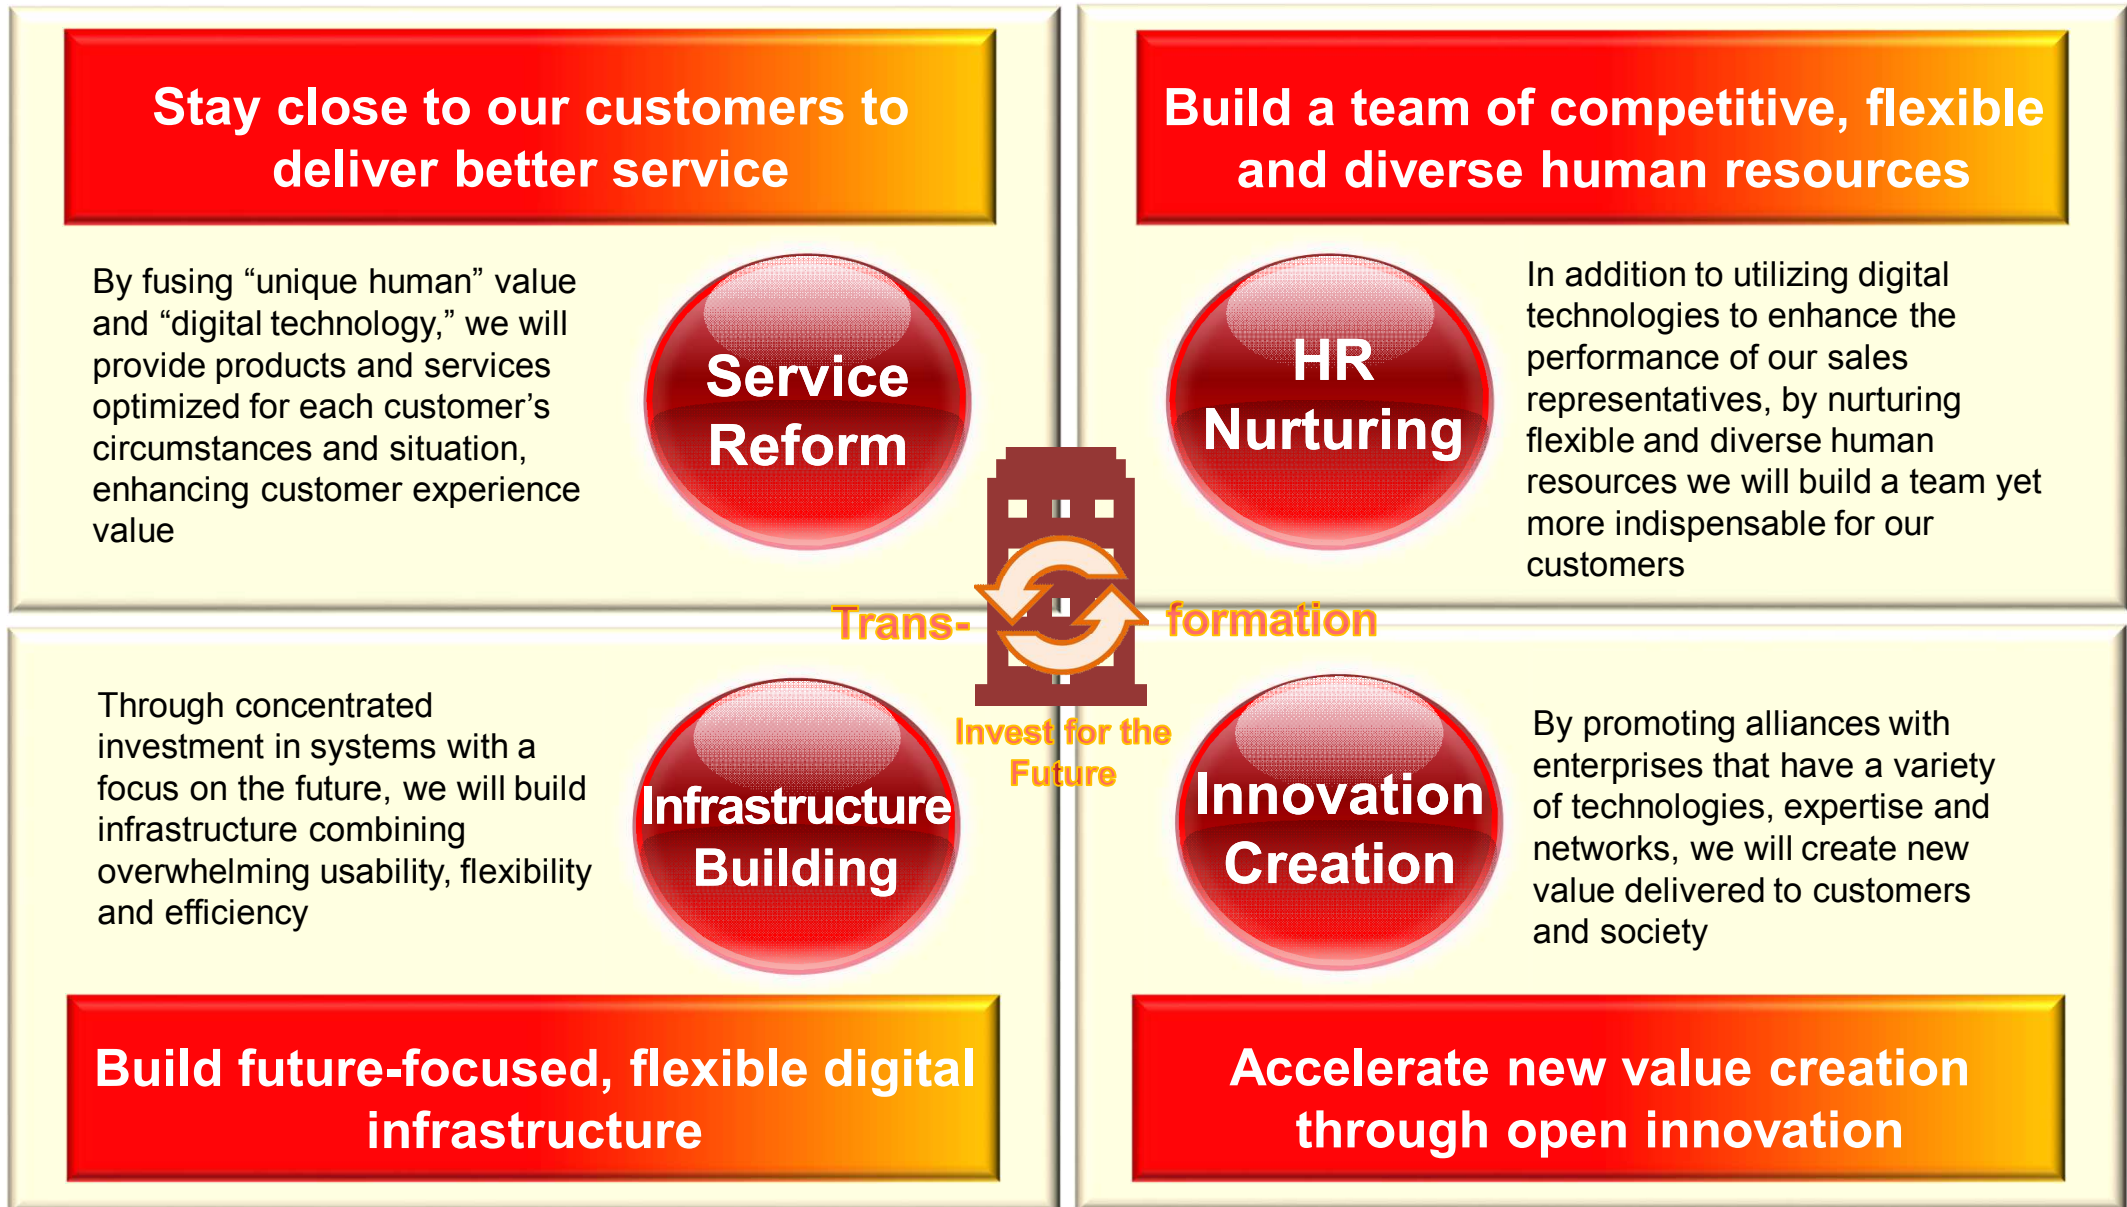 Stay close to our customers to
deliver better service
By fusing “unique human” value
and “digital technology,” we will
provide products and services
optimized for each customer’s
circumstances and situation,
enhancing customer experience
value
Service
Reform
Build a team of competitive, flexible
and diverse human resources
HR
Nurturing
In addition to utilizing digital
technologies to enhance the
performance of our sales
representatives, by nurturing
flexible and diverse human
resources we will build a team yet
more indispensable for our
customers
Trans-
formation
Invest for the
Future
Through concentrated
investment in systems with a
focus on the future, we will build
infrastructure combining
overwhelming usability, flexibility
and efficiency
Infrastructure
Building
Build future-focused, flexible digital
infrastructure
Innovation
Creation
By promoting alliances with
enterprises that have a variety
of technologies, expertise and
networks, we will create new
value delivered to customers
and society
Accelerate new value creation
through open innovation